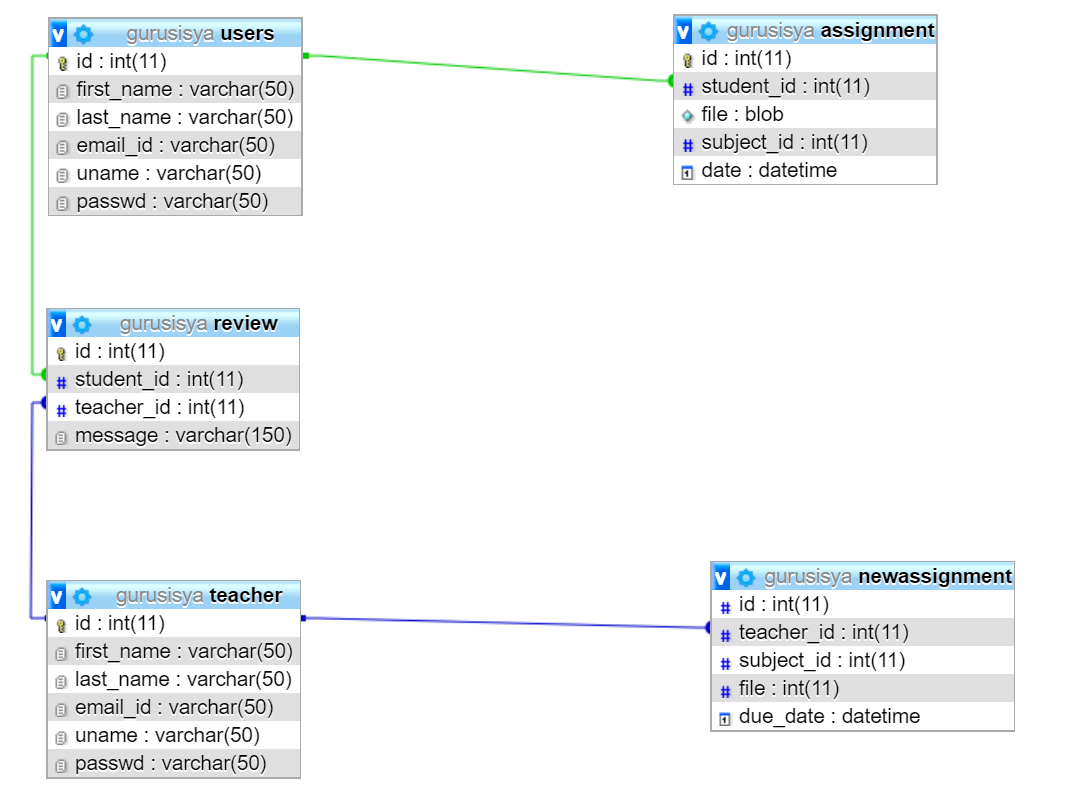 gurusisya users
id : int(11)
first_name : varchar(50)
last_name : varchar(50)
email_id : varchar(50)
uname : varchar(50)
passwd : varchar(50)
gurusisya assignment
id : int(11)
student_id : int(11)
file : blob
subject_id : int(11)
date : datetime
gurusisya review
id : int(11)
student_id : int(11)
teacher_id : int(11)
message : varchar(150)
gurusisya teacher
id : int(11)
first_name : varchar(50)
last_name : varchar(50)
email_id : varchar(50)
uname : varchar(50)
passwd : varchar(50)
gurusisya newassignment
id : int(11)
teacher_id : int(11)
subject_id : int(11)
file : int(11)
due_date : datetime